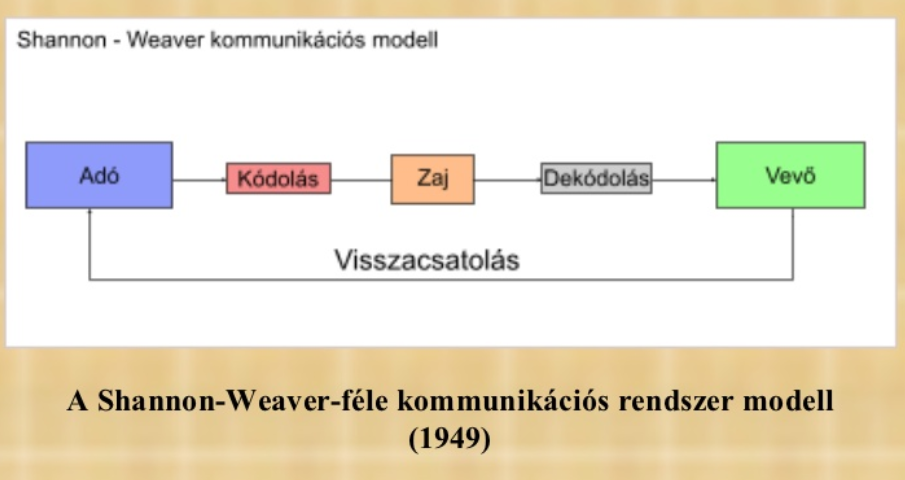 Shannon - Weaver kommunikációs modell
Adó
Kódolás
Zaj
Dekódolás
Vevő
Visszacsatolás
A Shannon-Weaver-féle kommunikációs rendszer modell
(1949)